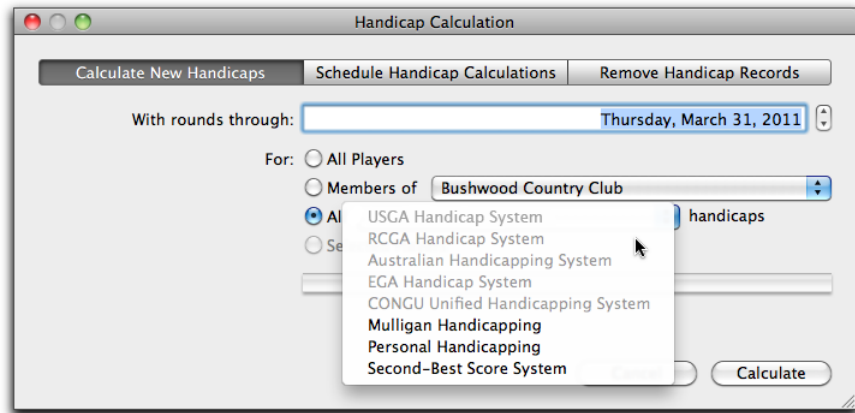 Handicap Calculation
Calculate New Handicaps Schedule Handicap Calculations Remove Handicap Records
With rounds through: Thursday, March 31, 2011
For: All Players
Members of Bushwood Country Club
Al handicaps
Se
USGA Handicap System
RCGA Handicap System
Australian Handicapping System
EGA Handicap System
CONGU Unified Handicapping System
Mulligan Handicapping
Personal Handicapping
Second-Best Score System
Cancel Calculate